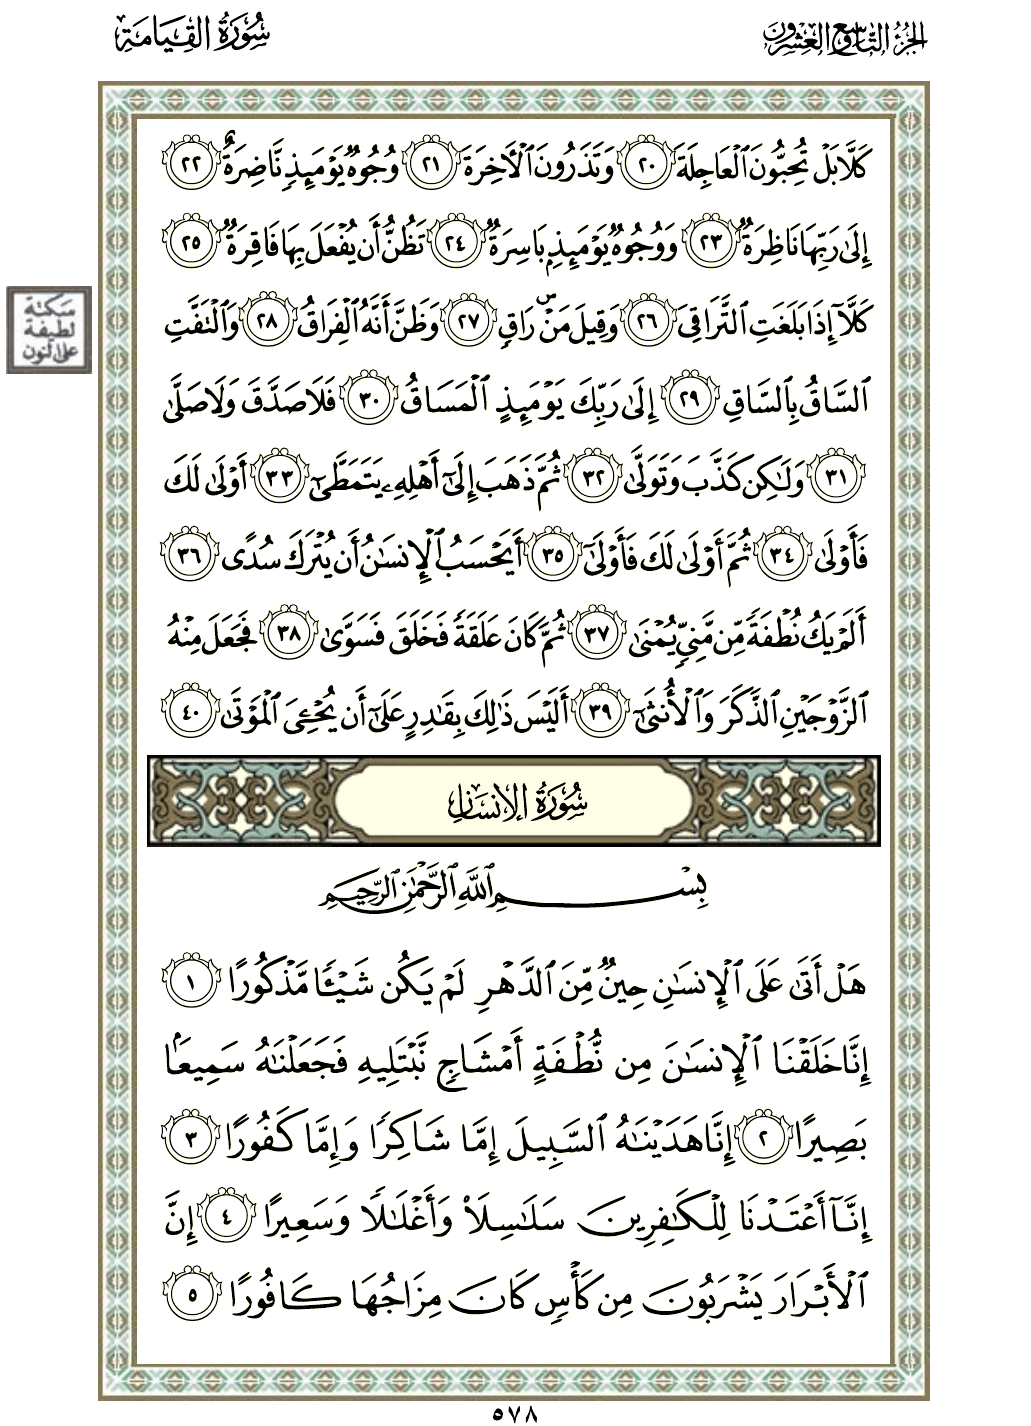 الجزء التاسع والعشرون
سورة القيامة
كَلَّا بَلْ تُحِبُّونَ ٱلْعَاجِلَةَ ٢٠ وَتَذَرُونَ ٱلْأَخِرَةَ ٢١ وُجُوهٌ يَوْمَئِذٍ نَّاضِرَةٌ ٢٢
إِلَىٰ رَبِّهَا نَاظِرَةٌ ٢٣ وَوُجُوهٌ يَوْمَئِذِۭ بَاسِرَةٌ ٢٤ تَظُنُّ أَن يُفْعَلَ بِهَا فَاقِرَةٌ ٢٥
كَلَّآ إِذَا بَلَغَتِ ٱلتَّرَاقِىَ ٢٦ وَقِيلَ مَنْۜ رَاقٍ ٢٧ وَظَنَّ أَنَّهُ ٱلْفِرَاقُ ٢٨ وَٱلْتَفَّتِ
سكتة
لطيفة
على النون
ٱلسَّاقُ بِٱلسَّاقِ ٢٩ إِلَىٰ رَبِّكَ يَوْمَئِذٍ ٱلْمَسَاقُ ٣٠ فَلَا صَدَّقَ وَلَا صَلَّىٰ
٣١ وَلَٰكِن كَذَّبَ وَتَوَلَّىٰ ٣٢ ثُمَّ ذَهَبَ إِلَىٰٓ أَهْلِهِۦ يَتَمَطَّىٰٓ ٣٣ أَوْلَىٰ لَكَ
فَأَوْلَىٰ ٣٤ ثُمَّ أَوْلَىٰ لَكَ فَأَوْلَىٰٓ ٣٥ أَيَحْسَبُ ٱلْإِنسَٰنُ أَن يُتْرَكَ سُدًى ٣٦
أَلَمْ يَكُ نُطْفَةً مِّن مَّنِىٍّ يُمْنَىٰ ٣٧ ثُمَّ كَانَ عَلَقَةً فَخَلَقَ فَسَوَّىٰ ٣٨ فَجَعَلَ مِنْهُ
ٱلزَّوْجَيْنِ ٱلذَّكَرَ وَٱلْأُنثَىٰٓ ٣٩ أَلَيْسَ ذَٰلِكَ بِقَٰدِرٍ عَلَىٰٓ أَن يُحْۦِىَ ٱلْمَوْتَىٰ ٤٠
سورة الإنسان
بِسْمِ ٱللَّهِ ٱلرَّحْمَٰنِ ٱلرَّحِيمِ
هَلْ أَتَىٰ عَلَى ٱلْإِنسَٰنِ حِينٌ مِّنَ ٱلدَّهْرِ لَمْ يَكُن شَيْـًٔا مَّذْكُورًا ١
إِنَّا خَلَقْنَا ٱلْإِنسَٰنَ مِن نُّطْفَةٍ أَمْشَاجٍ نَّبْتَلِيهِ فَجَعَلْنَٰهُ سَمِيعًۢا
بَصِيرًا ٢ إِنَّا هَدَيْنَٰهُ ٱلسَّبِيلَ إِمَّا شَاكِرًا وَإِمَّا كَفُورًا ٣
إِنَّآ أَعْتَدْنَا لِلْكَٰفِرِينَ سَلَٰسِلَا۟ وَأَغْلَٰلًا وَسَعِيرًا ٤ إِنَّ
ٱلْأَبْرَارَ يَشْرَبُونَ مِن كَأْسٍ كَانَ مِزَاجُهَا كَافُورًا ٥
٥٧٨